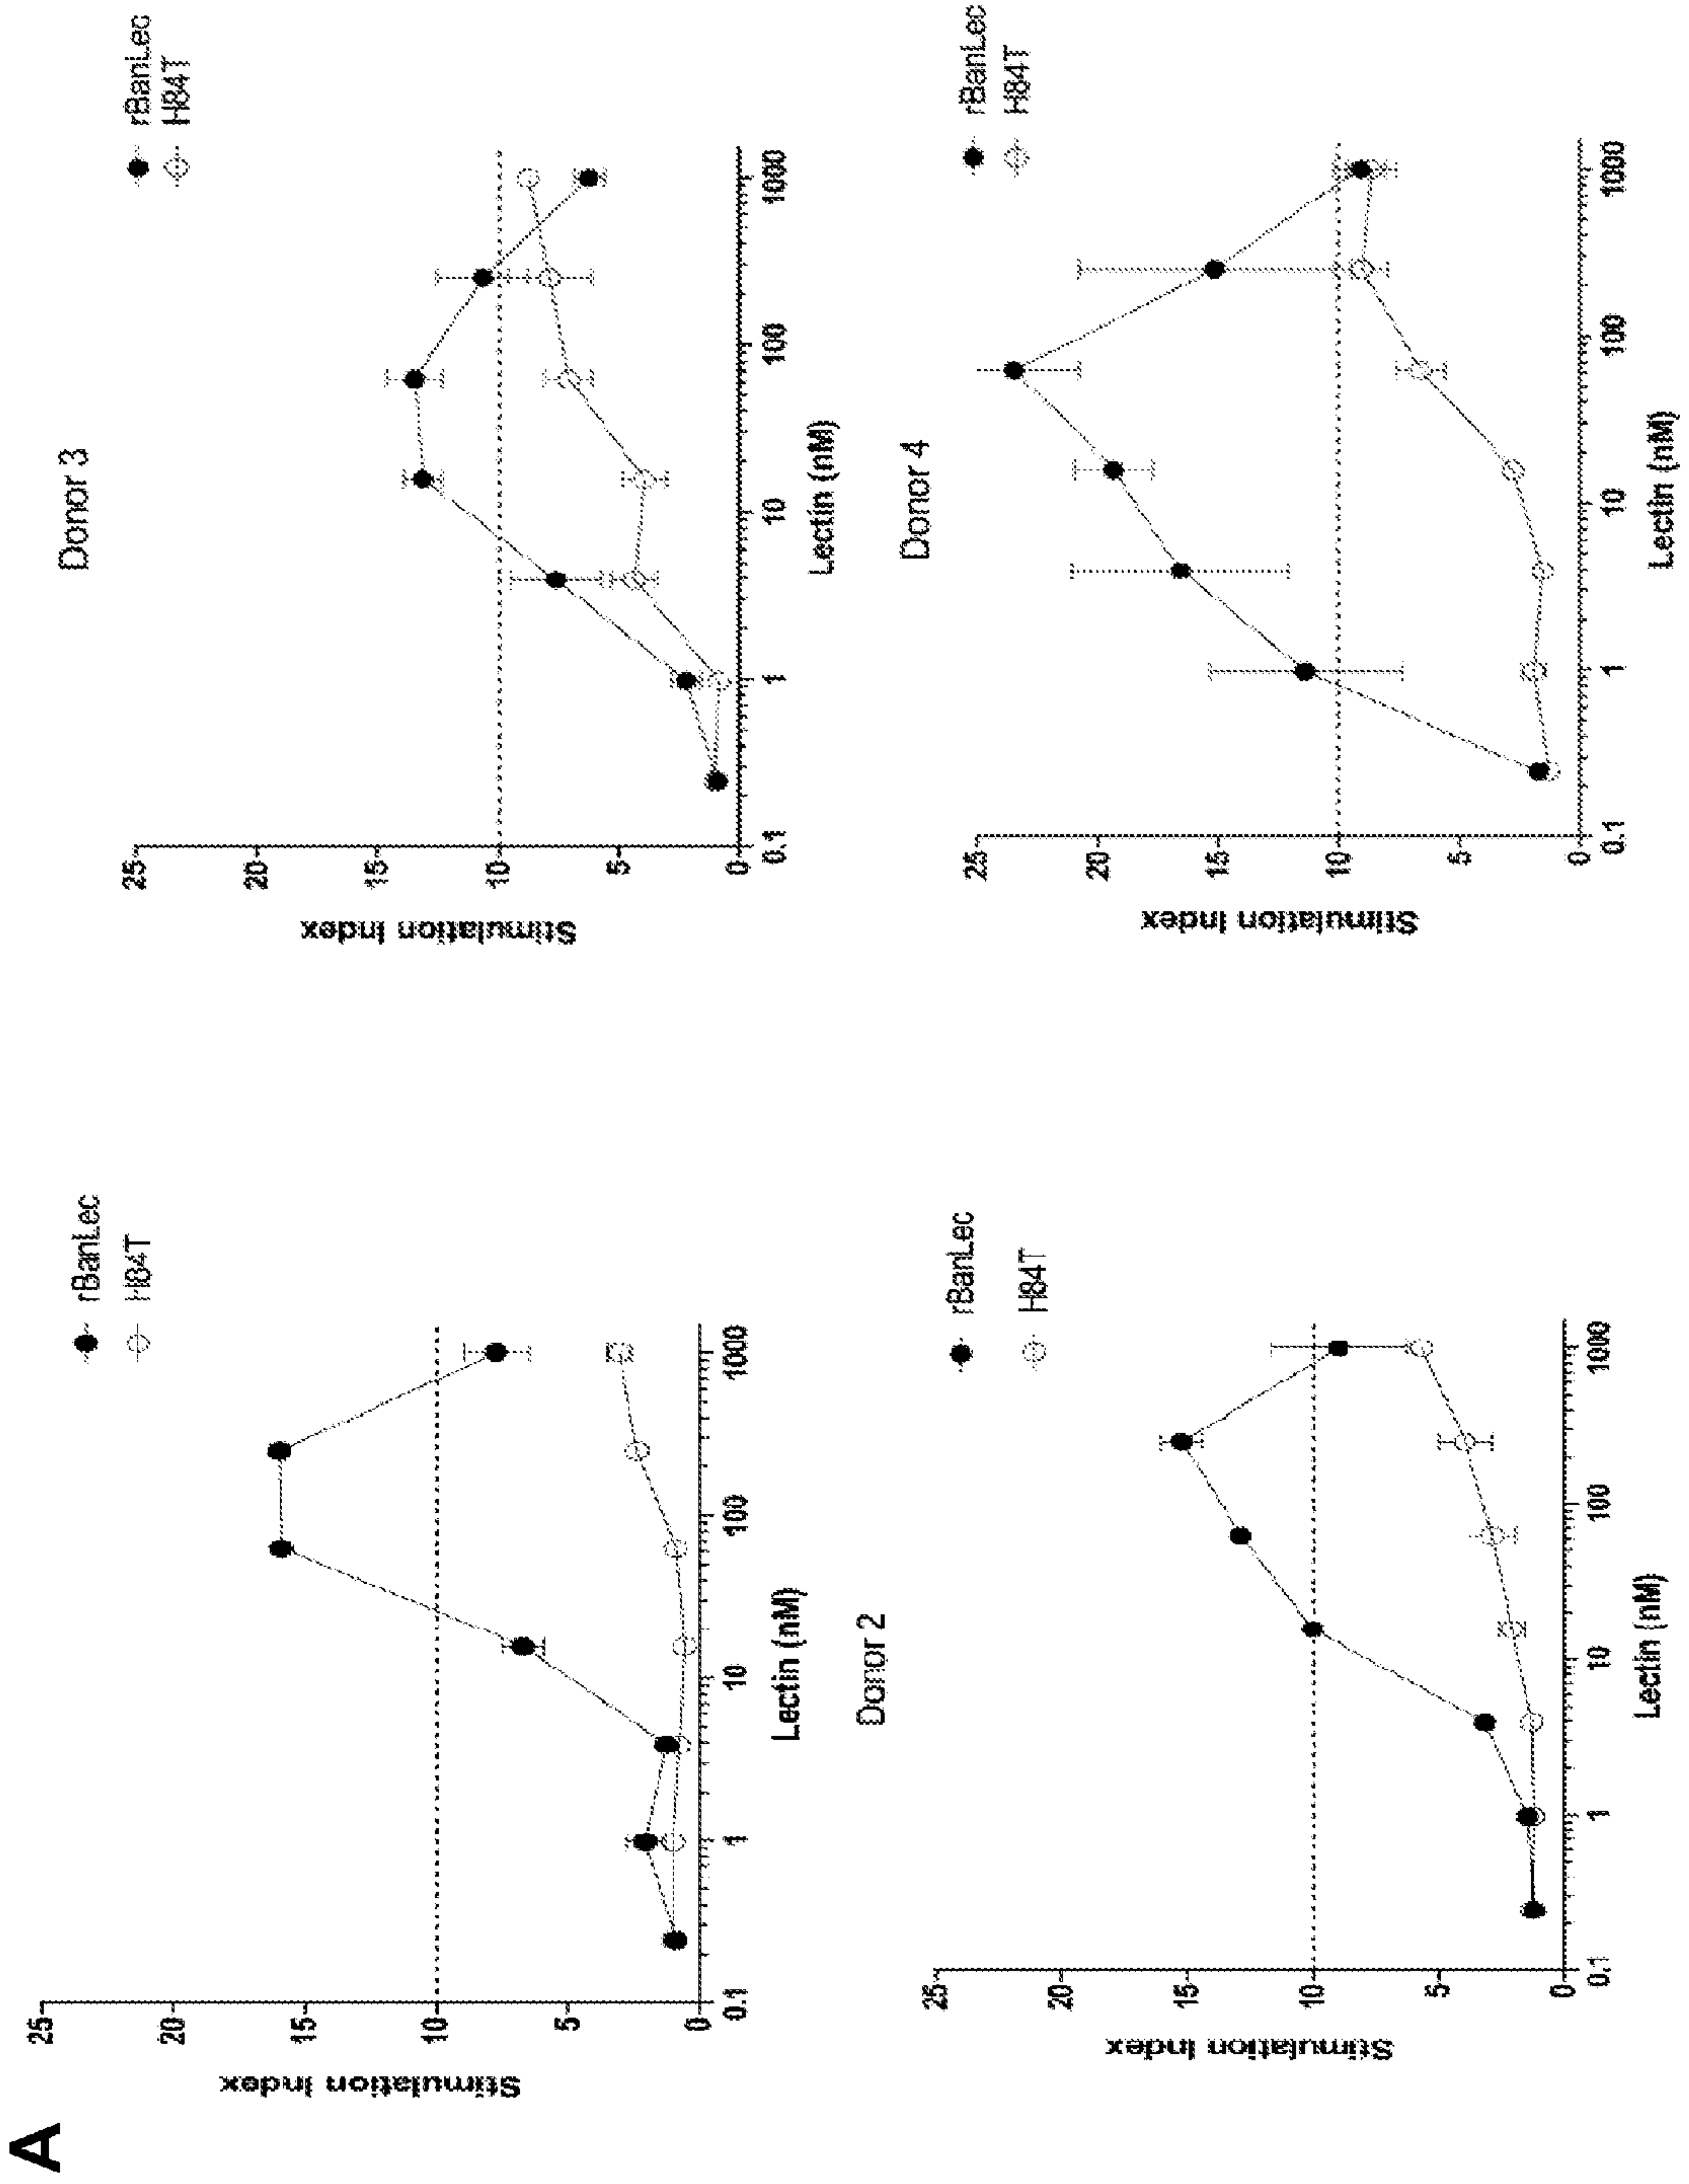 A
rBanLec
H84T
25
20
15
10
5
0
Stimulation Index
0.1
1
10
100
1000
Lectin (nM)
Donor 3
rBanLec
H84T
25
20
15
10
5
0
Stimulation Index
0.1
1
10
100
1000
Lectin (nM)
Donor 2
rBanLec
H84T
25
20
15
10
5
0
Stimulation Index
0.1
1
10
100
1000
Lectin (nM)
Donor 4
rBanLec
H84T
25
20
15
10
5
0
Stimulation Index
0.1
1
10
100
1000
Lectin (nM)